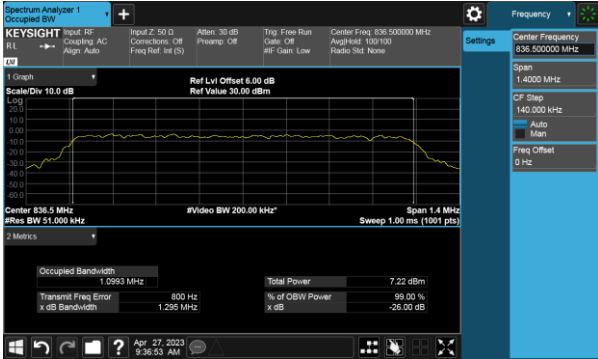 Spectrum Analyzer 1
Occupied BW
+
Frequency
KEYSIGHT
RL
LXI
Input: RF
Coupling: AC
Align: Auto
Input Z: 50 Ω
Corrections: Off
Freq Ref: Int (S)
Atten: 30 dB
Preamp: Off
Trig: Free Run
Gate: Off
#IF Gain: Low
Center Freq: 836.500000 MHz
Avg|Hold: 100/100
Radio Std: None
Settings
Center Frequency
836.500000 MHz
Span
1.4000 MHz
CF Step
140.000 kHz
Auto
Man
Freq Offset
0 Hz
1 Graph
Scale/Div 10.0 dB
Ref Lvl Offset 6.00 dB
Ref Value 30.00 dBm
Log
20.0
10.0
0.00
-10.0
-20.0
-30.0
-40.0
-50.0
-60.0
Center 836.5 MHz
#Video BW 200.00 kHz*
Span 1.4 MHz
#Res BW 51.000 kHz
Sweep 1.00 ms (1001 pts)
2 Metrics
Occupied Bandwidth
1.0993 MHz
Total Power 7.22 dBm
Transmit Freq Error 800 Hz
% of OBW Power 99.00 %
x dB Bandwidth 1.295 MHz
x dB -26.00 dB
?
Apr 27, 2023
9:36:53 AM